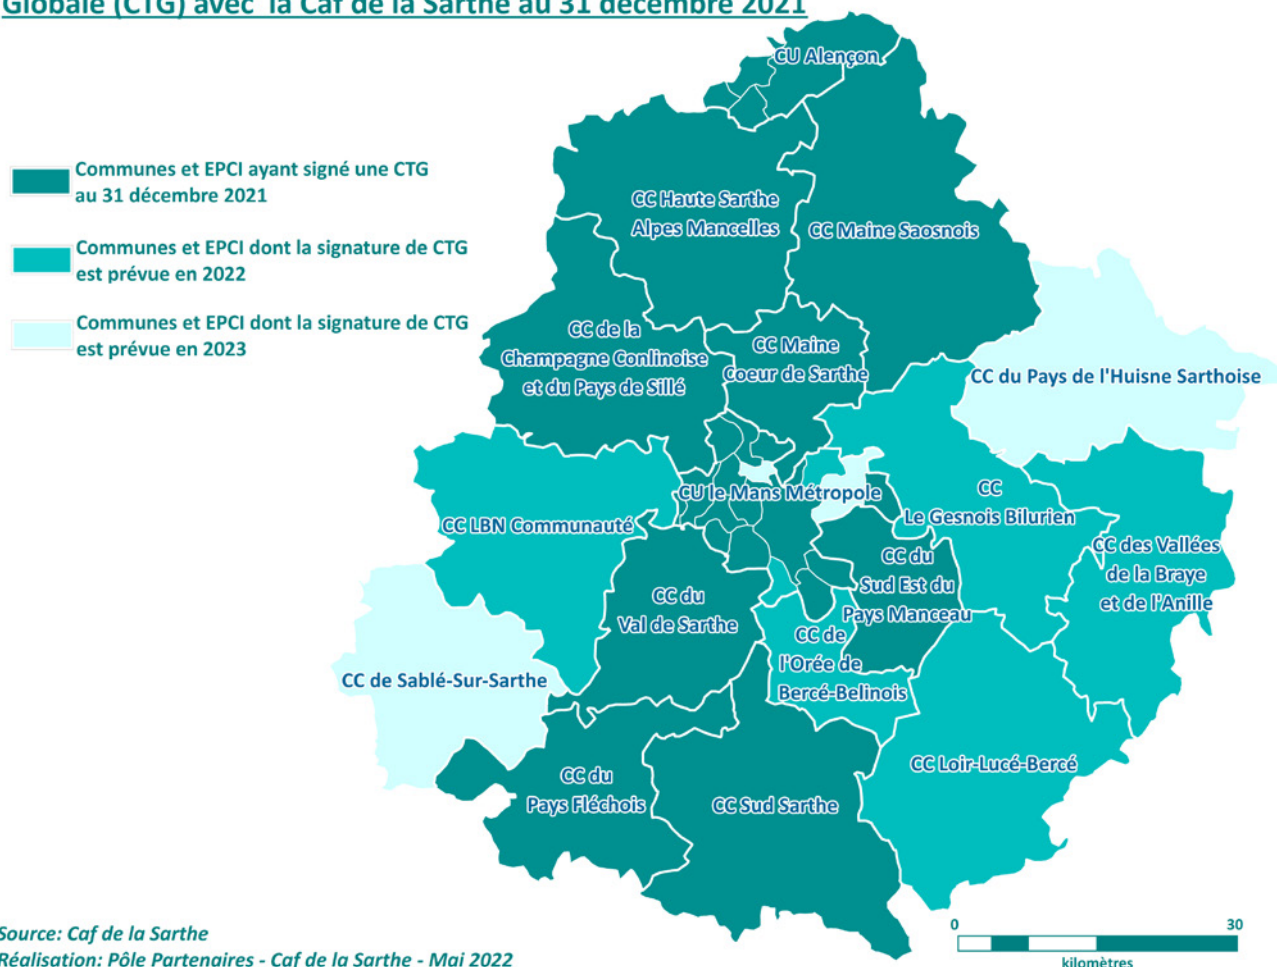 Globale (CTG) avec la Caf de la Sarthe au 31 décembre 2021
Communes et EPCI ayant signé une CTG
au 31 décembre 2021
Communes et EPCI dont la signature de CTG
est prévue en 2022
Communes et EPCI dont la signature de CTG
est prévue en 2023
CU Alençon
CC Haute Sarthe
Alpes Mancelles
CC Maine Saosnois
CC de la
Champagne Conlinoise
et du Pays de Sillé
CC Maine
Coeur de Sarthe
CC du Pays de l'Huisne Sarthoise
CU le Mans Métropole
CC LBN Communauté
CC
Le Gesnois Bilurien
CC des Vallées
de la Braye
et de l'Anille
CC du
Sud Est du
Pays Manceau
CC du
Val de Sarthe
CC de
l'Orée de
Bercé-Belinois
CC de Sablé-Sur-Sarthe
CC Loir-Lucé-Bercé
CC du
Pays Fléchois
CC Sud Sarthe
Source: Caf de la Sarthe
Réalisation: Pôle Partenaires - Caf de la Sarthe - Mai 2022
0 30
kilomètres